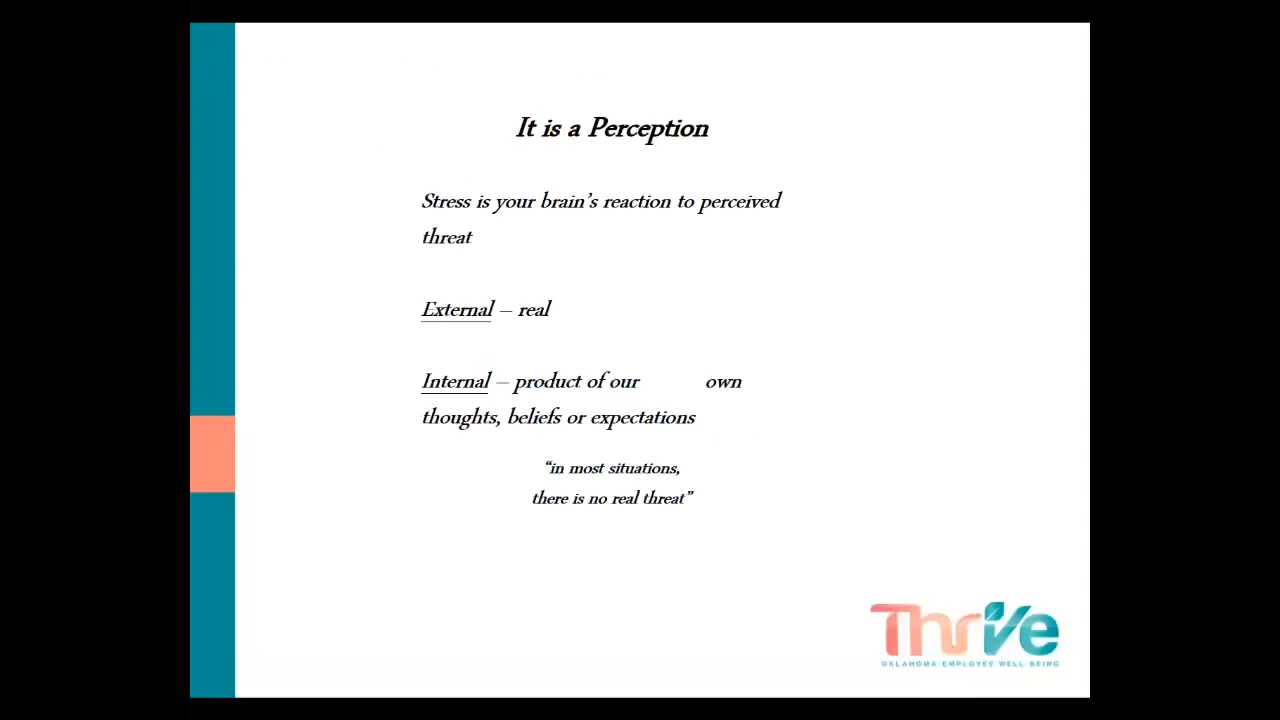 It is a Perception
Stress is your brain’s reaction to perceived
threat
External – real
Internal – product of our own
thoughts, beliefs or expectations
“in most situations,
there is no real threat”
Thrive
OKLAHOMA EMPLOYEE WELL BEING